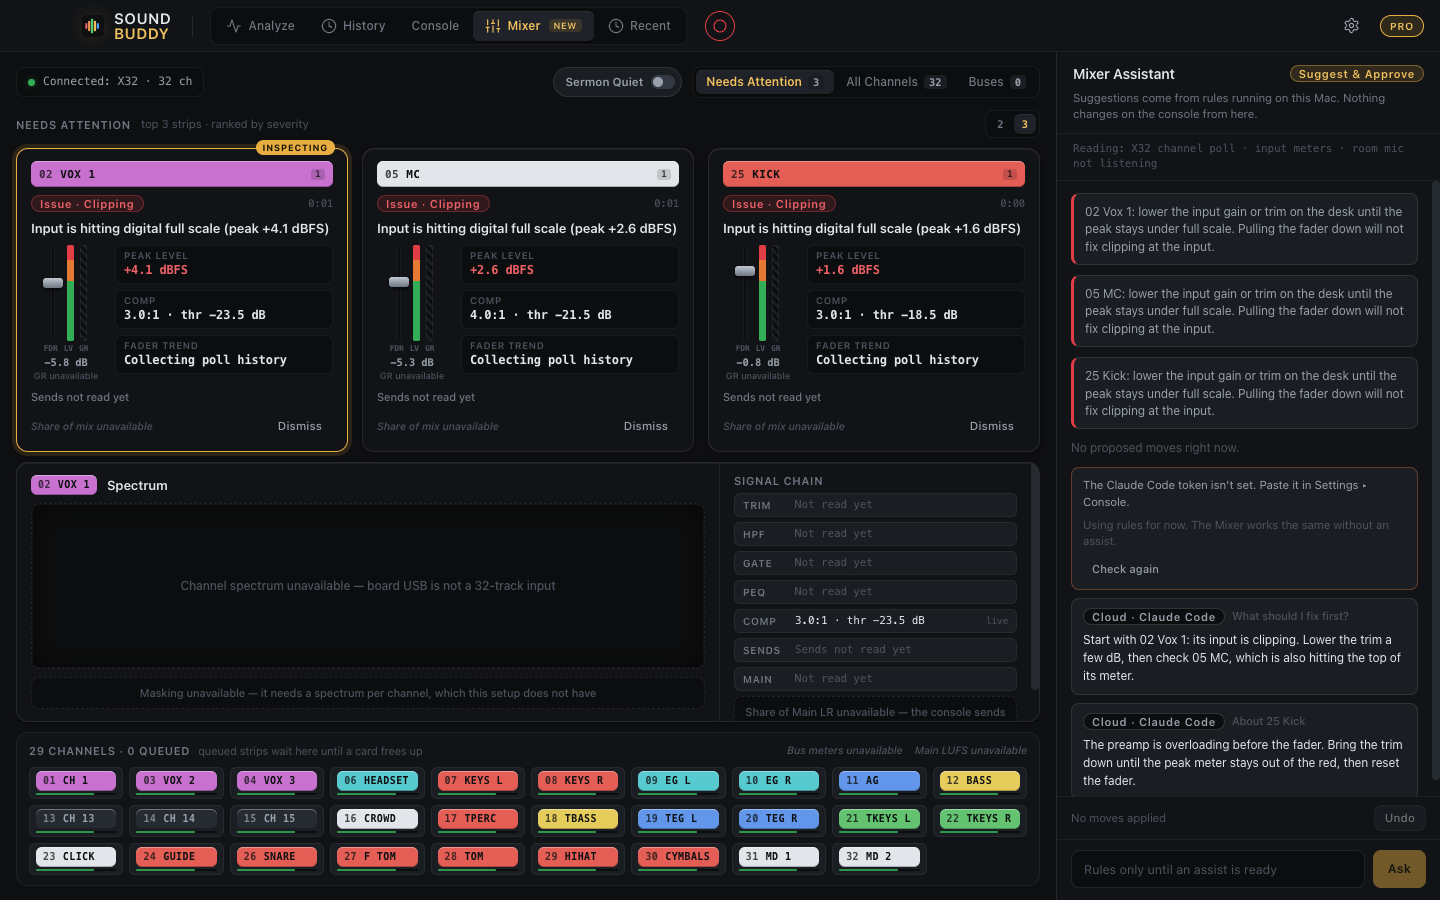 SOUND
BUDDY
Analyze
History
Console
Mixer NEW
Recent
PRO
Connected: X32 · 32 ch
Sermon Quiet
Needs Attention 3
All Channels 32
Buses 0
NEEDS ATTENTION top 3 strips · ranked by severity
2 3
INSPECTING
02 VOX 1 1
Issue · Clipping 0:01
Input is hitting digital full scale (peak +4.1 dBFS)
PEAK LEVEL
+4.1 dBFS
COMP
3.0:1 · thr −23.5 dB
FADER TREND
Collecting poll history
FDR LV GR
−5.8 dB
GR unavailable
Sends not read yet
Share of mix unavailable
Dismiss
05 MC 1
Issue · Clipping 0:01
Input is hitting digital full scale (peak +2.6 dBFS)
PEAK LEVEL
+2.6 dBFS
COMP
4.0:1 · thr −21.5 dB
FADER TREND
Collecting poll history
FDR LV GR
−5.3 dB
GR unavailable
Sends not read yet
Share of mix unavailable
Dismiss
25 KICK 1
Issue · Clipping 0:00
Input is hitting digital full scale (peak +1.6 dBFS)
PEAK LEVEL
+1.6 dBFS
COMP
3.0:1 · thr −18.5 dB
FADER TREND
Collecting poll history
FDR LV GR
−0.8 dB
GR unavailable
Sends not read yet
Share of mix unavailable
Dismiss
02 VOX 1 Spectrum
Channel spectrum unavailable — board USB is not a 32-track input
Masking unavailable — it needs a spectrum per channel, which this setup does not have
SIGNAL CHAIN
TRIM Not read yet
HPF Not read yet
GATE Not read yet
PEQ Not read yet
COMP 3.0:1 · thr −23.5 dB live
SENDS Sends not read yet
MAIN Not read yet
Share of Main LR unavailable — the console sends
29 CHANNELS · 0 QUEUED queued strips wait here until a card frees up
Bus meters unavailable Main LUFS unavailable
01 CH 1
03 VOX 2
04 VOX 3
06 HEADSET
07 KEYS L
08 KEYS R
09 EG L
10 EG R
11 AG
12 BASS
13 CH 13
14 CH 14
15 CH 15
16 CROWD
17 TPERC
18 TBASS
19 TEG L
20 TEG R
21 TKEYS L
22 TKEYS R
23 CLICK
24 GUIDE
26 SNARE
27 F TOM
28 TOM
29 HIHAT
30 CYMBALS
31 MD 1
32 MD 2
Mixer Assistant
Suggest & Approve
Suggestions come from rules running on this Mac. Nothing
changes on the console from here.
Reading: X32 channel poll · input meters · room mic
not listening
02 Vox 1: lower the input gain or trim on the desk until the
peak stays under full scale. Pulling the fader down will not
fix clipping at the input.
05 MC: lower the input gain or trim on the desk until the
peak stays under full scale. Pulling the fader down will not
fix clipping at the input.
25 Kick: lower the input gain or trim on the desk until the
peak stays under full scale. Pulling the fader down will not
fix clipping at the input.
No proposed moves right now.
The Claude Code token isn't set. Paste it in Settings ▸
Console.
Using rules for now. The Mixer works the same without an
assist.
Check again
Cloud · Claude Code What should I fix first?
Start with 02 Vox 1: its input is clipping. Lower the trim a
few dB, then check 05 MC, which is also hitting the top of
its meter.
Cloud · Claude Code About 25 Kick
The preamp is overloading before the fader. Bring the trim
down until the peak meter stays out of the red, then reset
the fader.
No moves applied
Undo
Rules only until an assist is ready
Ask